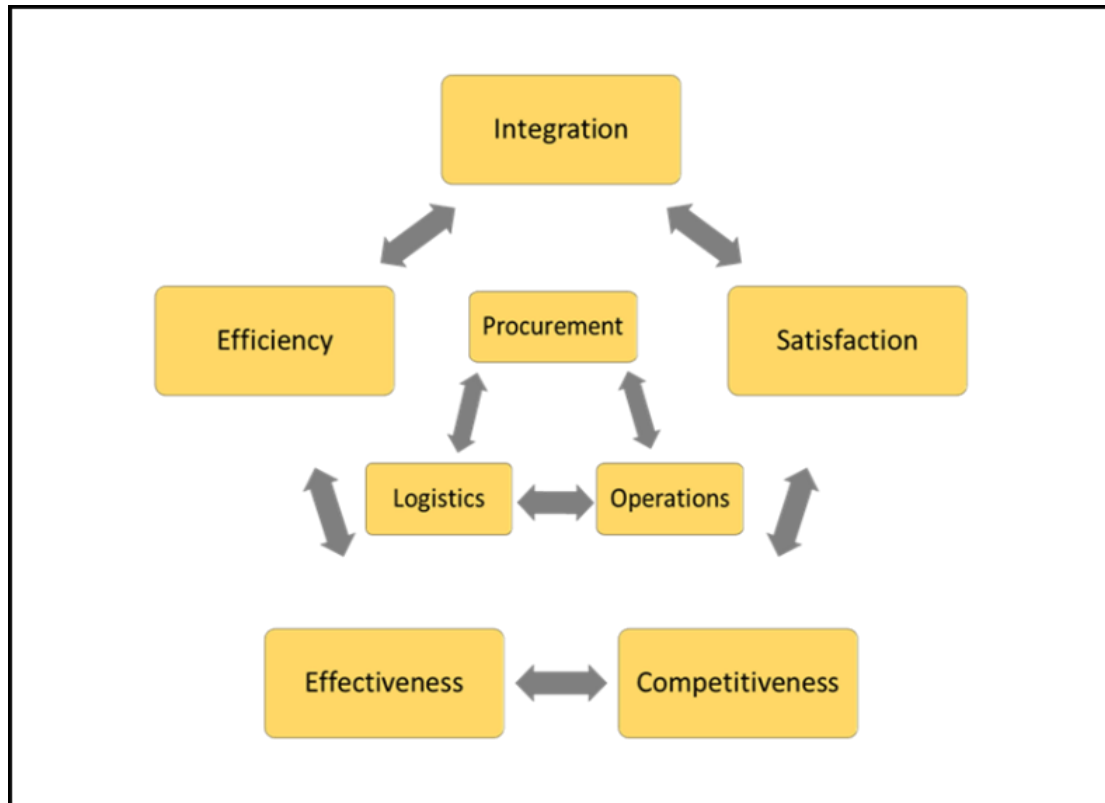 Integration
Efficiency
Procurement
Satisfaction
Logistics
Operations
Effectiveness
Competitiveness